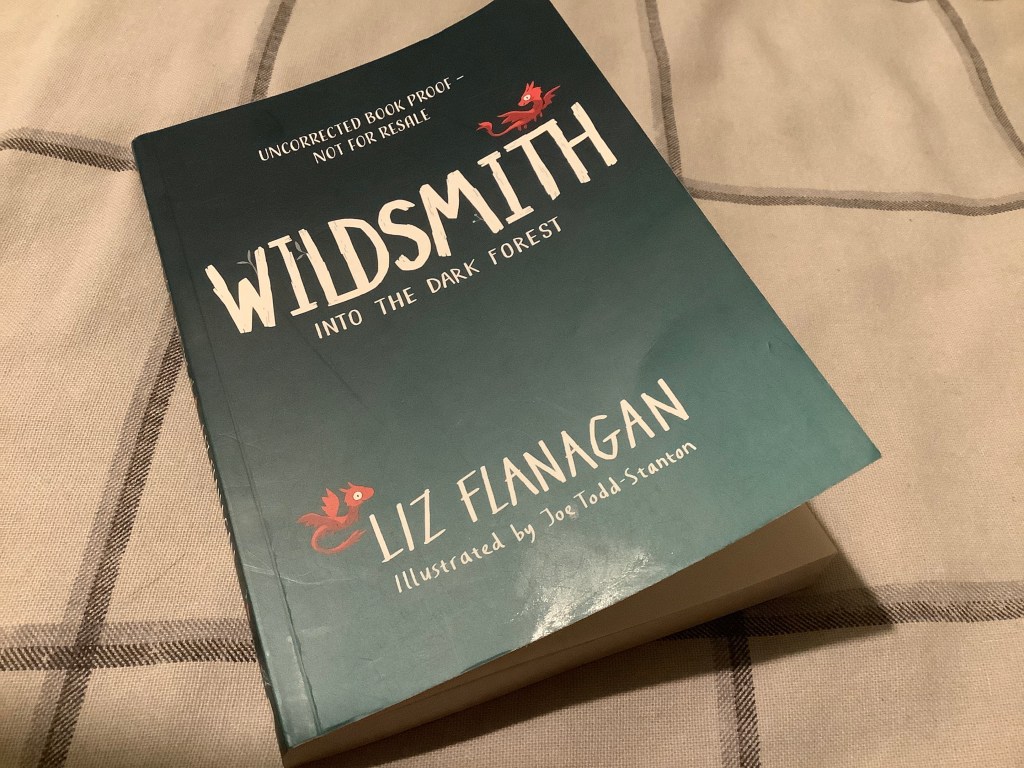 UNCORRECTED BOOK PROOF –
NOT FOR RESALE
WILDSMITH
INTO THE DARK FOREST
LIZ FLANAGAN
Illustrated by Joe Todd-Stanton